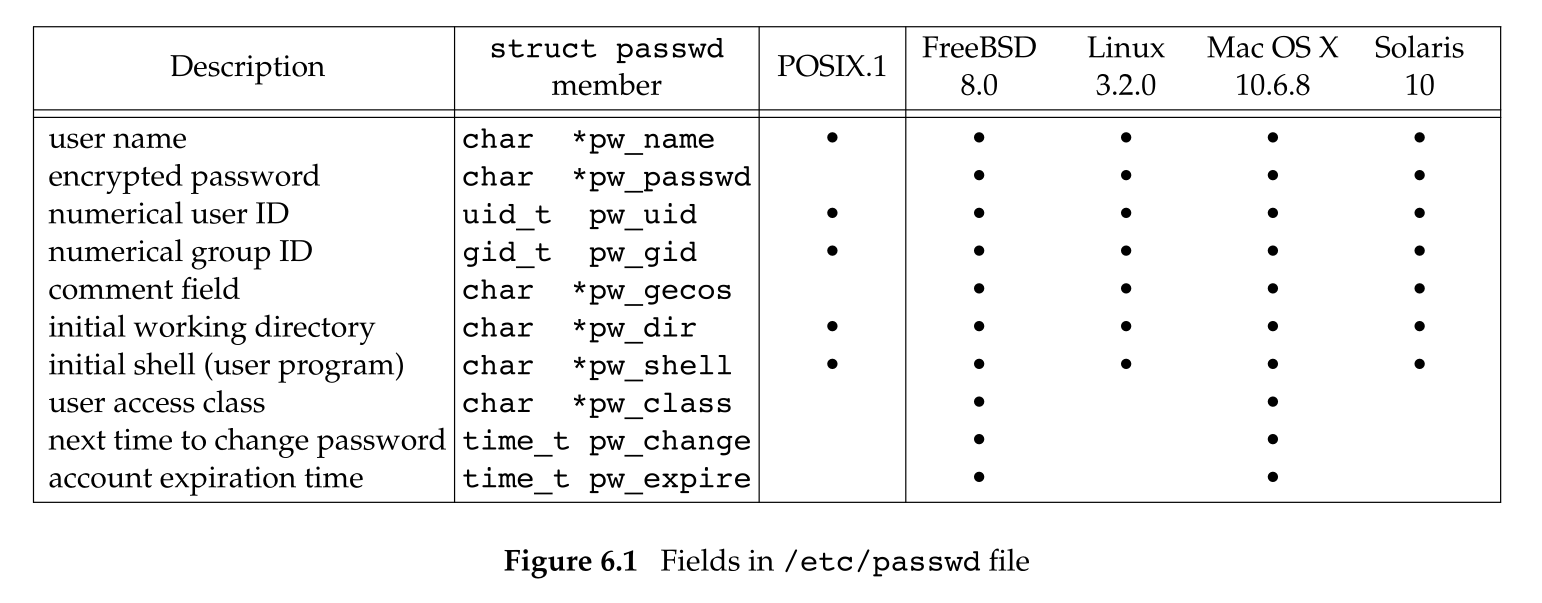 Description struct passwd member POSIX.1 FreeBSD 8.0 Linux 3.2.0 Mac OS X 10.6.8 Solaris 10
user name char *pw_name • • • • •
encrypted password char *pw_passwd • • • •
numerical user ID uid_t pw_uid • • • • •
numerical group ID gid_t pw_gid • • • • •
comment field char *pw_gecos • • • •
initial working directory char *pw_dir • • • • •
initial shell (user program) char *pw_shell • • • • •
user access class char *pw_class • •
next time to change password time_t pw_change • •
account expiration time time_t pw_expire • •
Figure 6.1 Fields in /etc/passwd file